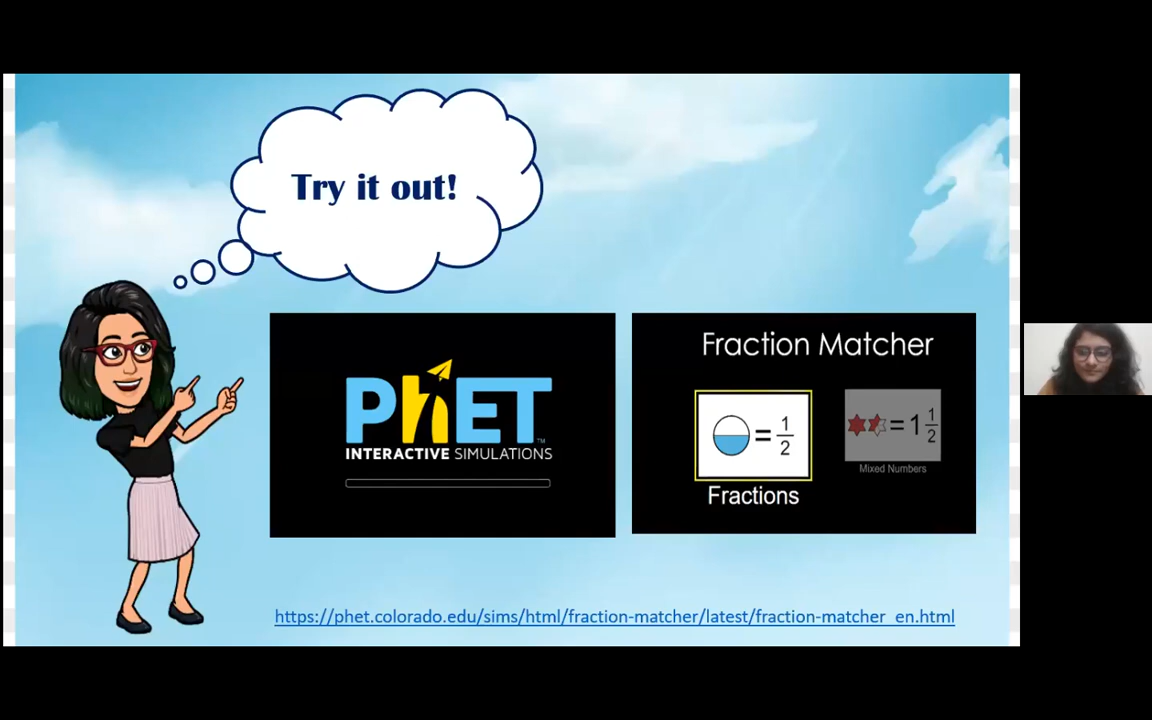 Try it out!
PhET™
INTERACTIVE SIMULATIONS
Fraction Matcher
= 1/2
Fractions
= 1 1/2
Mixed Numbers
https://phet.colorado.edu/sims/html/fraction-matcher/latest/fraction-matcher_en.html